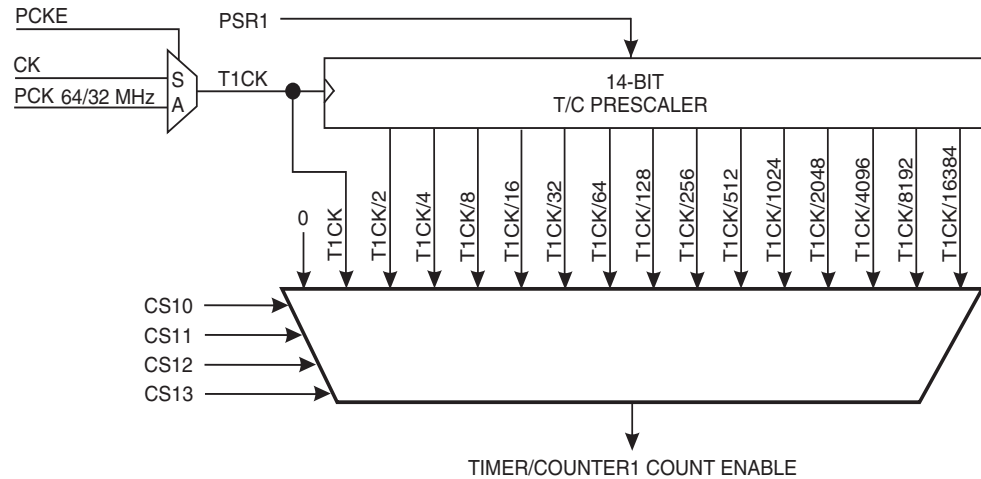 PCKE
PSR1
CK
S
T1CK
14-BIT
T/C PRESCALER
PCK 64/32 MHz
A
0
T1CK
T1CK/2
T1CK/4
T1CK/8
T1CK/16
T1CK/32
T1CK/64
T1CK/128
T1CK/256
T1CK/512
T1CK/1024
T1CK/2048
T1CK/4096
T1CK/8192
T1CK/16384
CS10
CS11
CS12
CS13
TIMER/COUNTER1 COUNT ENABLE